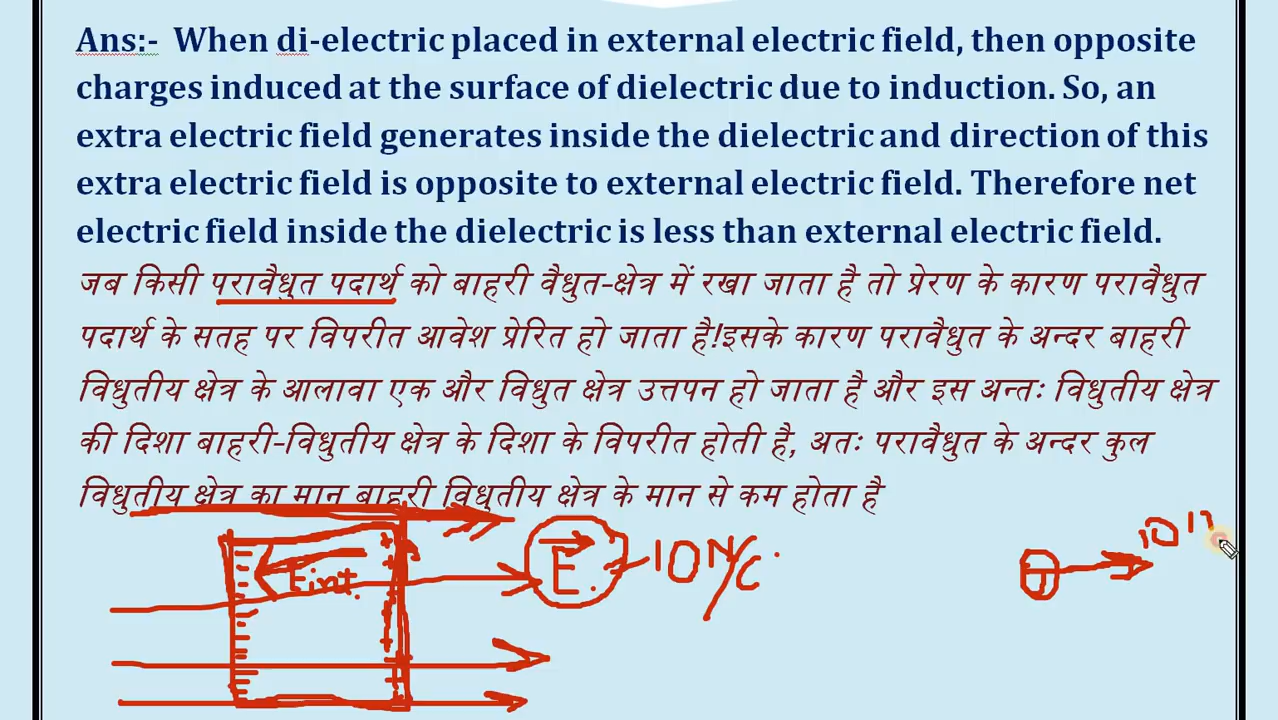 Ans:- When di-electric placed in external electric field, then opposite
charges induced at the surface of dielectric due to induction. So, an
extra electric field generates inside the dielectric and direction of this
extra electric field is opposite to external electric field. Therefore net
electric field inside the dielectric is less than external electric field.
जब किसी परावैधुत पदार्थ को बाहरी वैधुत-क्षेत्र में रखा जाता है तो प्रेरण के कारण परावैधुत
पदार्थ के सतह पर विपरीत आवेश प्रेरित हो जाता है!इसके कारण परावैधुत के अन्दर बाहरी
विधुतीय क्षेत्र के आलावा एक और विधुत क्षेत्र उत्तपन हो जाता है और इस अन्तः विधुतीय क्षेत्र
की दिशा बाहरी-विधुतीय क्षेत्र के दिशा के विपरीत होती है, अतः परावैधुत के अन्दर कुल
विधुतीय क्षेत्र का मान बाहरी विधुतीय क्षेत्र के मान से कम होता है
Eint.
E.
10 N/C
10